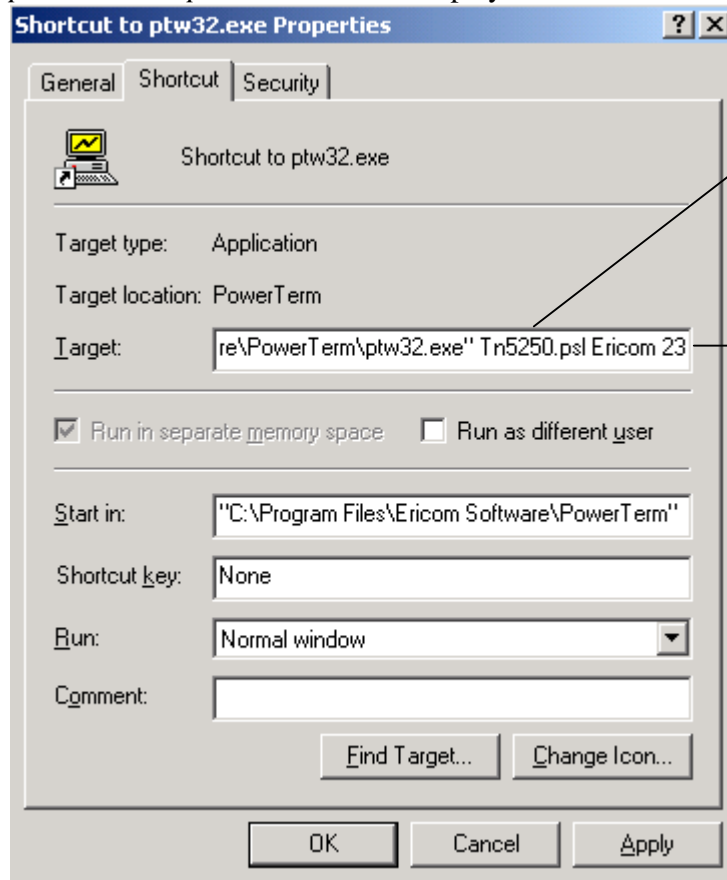 Shortcut to ptw32.exe Properties
General Shortcut Security
Shortcut to ptw32.exe
Target type: Application
Target location: PowerTerm
Target: re\PowerTerm\ptw32.exe" Tn5250.psl Ericom 23
Run in separate memory space Run as different user
Start in: "C:\Program Files\Ericom Software\PowerTerm"
Shortcut key: None
Run: Normal window
Comment:
Find Target... Change Icon...
OK Cancel Apply